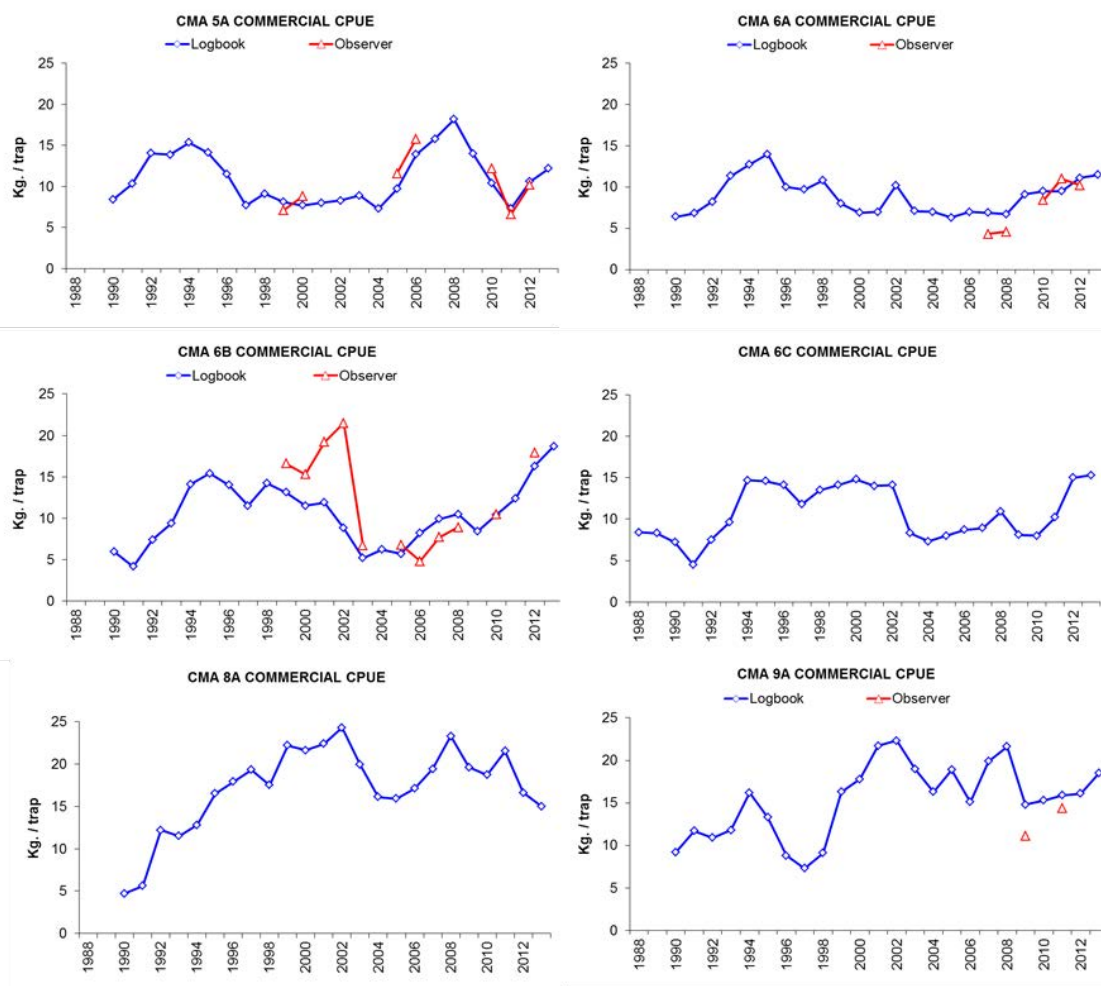 CMA 5A COMMERCIAL CPUE
Logbook Observer
25
20
15
10
5
0
Kg. / trap
1988 1990 1992 1994 1996 1998 2000 2002 2004 2006 2008 2010 2012
CMA 6A COMMERCIAL CPUE
Logbook Observer
25
20
15
10
5
0
Kg. / trap
1988 1990 1992 1994 1996 1998 2000 2002 2004 2006 2008 2010 2012
CMA 6B COMMERCIAL CPUE
Logbook Observer
25
20
15
10
5
0
Kg. / trap
1988 1990 1992 1994 1996 1998 2000 2002 2004 2006 2008 2010 2012
CMA 6C COMMERCIAL CPUE
25
20
15
10
5
0
Kg. / trap
1988 1990 1992 1994 1996 1998 2000 2002 2004 2006 2008 2010 2012
CMA 8A COMMERCIAL CPUE
25
20
15
10
5
0
Kg. / trap
1988 1990 1992 1994 1996 1998 2000 2002 2004 2006 2008 2010 2012
CMA 9A COMMERCIAL CPUE
Logbook Observer
25
20
15
10
5
0
Kg. / trap
1988 1990 1992 1994 1996 1998 2000 2002 2004 2006 2008 2010 2012